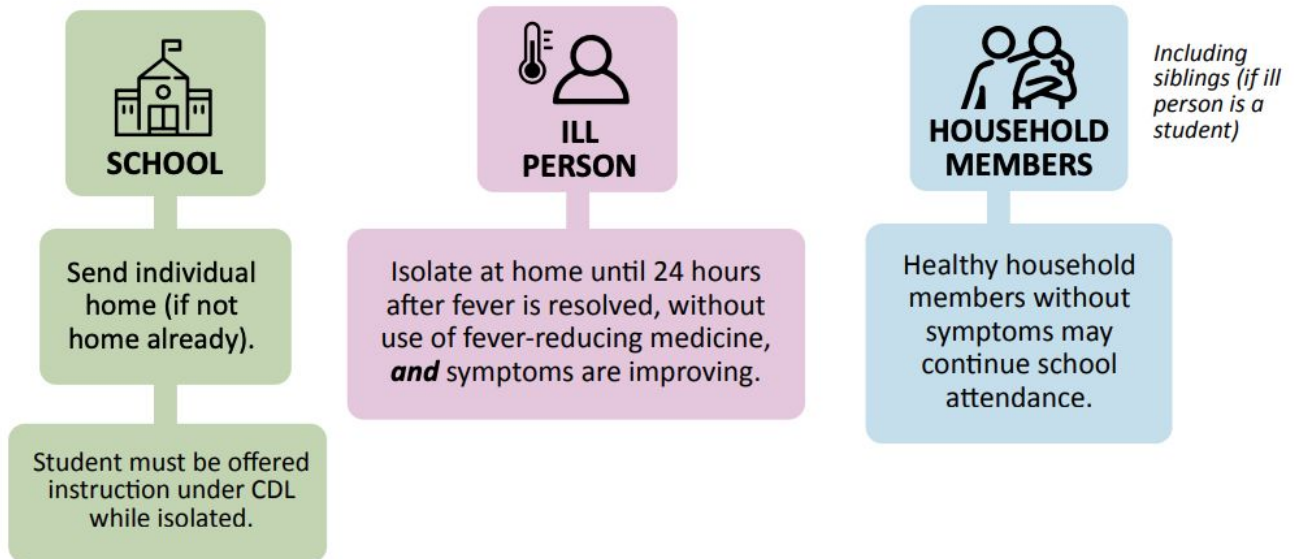 SCHOOL
Send individual
home (if not
home already).
Student must be offered
instruction under CDL
while isolated.
ILL
PERSON
Isolate at home until 24 hours
after fever is resolved, without
use of fever-reducing medicine,
and symptoms are improving.
HOUSEHOLD
MEMBERS
Including
siblings (if ill
person is a
student)
Healthy household
members without
symptoms may
continue school
attendance.